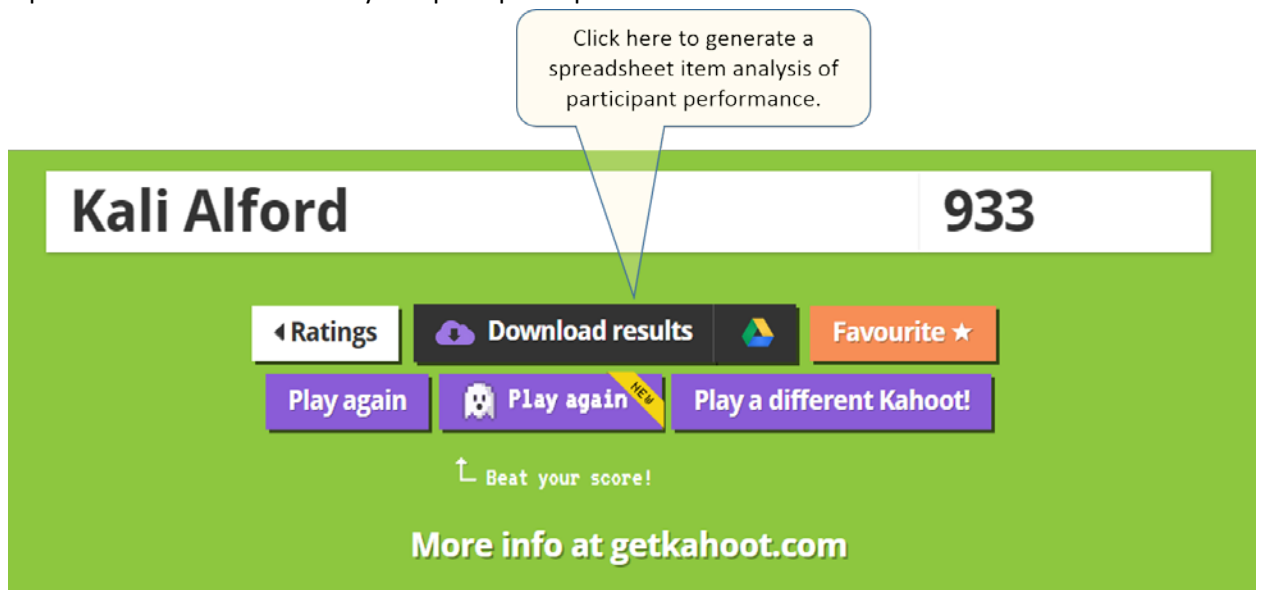 Click here to generate a
spreadsheet item analysis of
participant performance.
Kali Alford 933
Ratings Download results Favourite ★
Play again Play again NEW Play a different Kahoot!
Beat your score!
More info at getkahoot.com